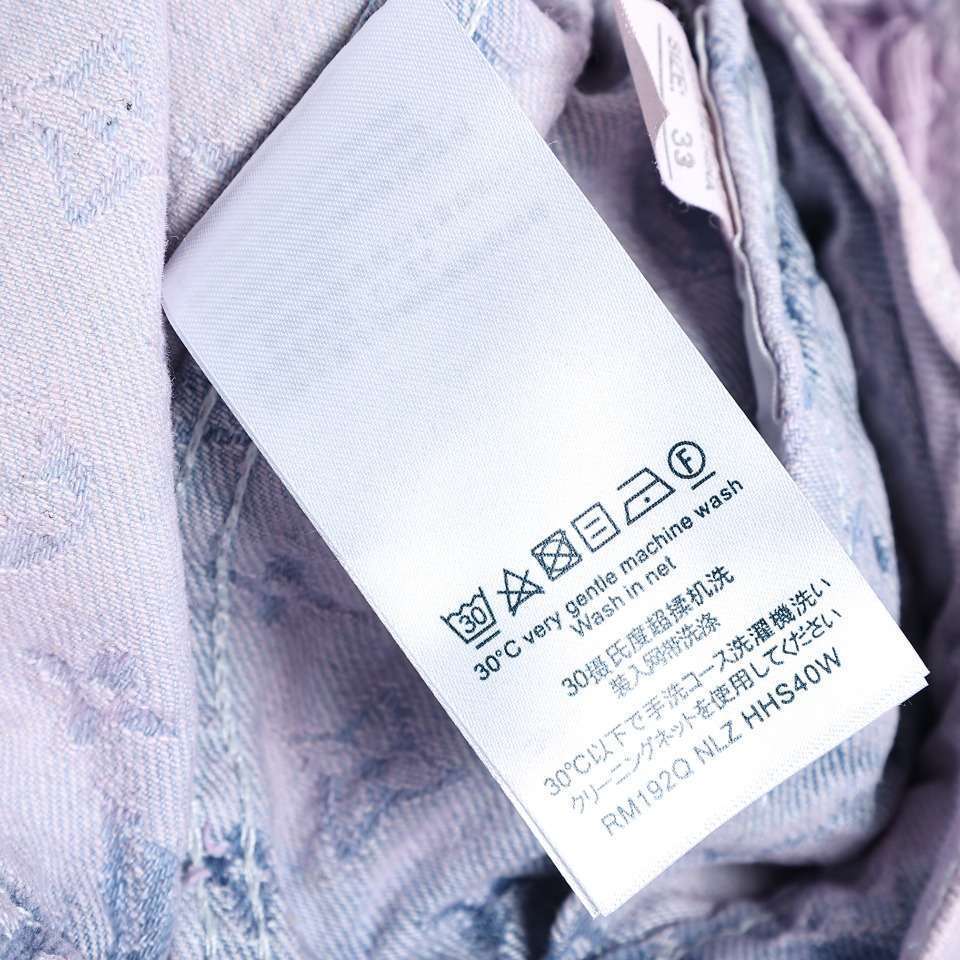 SIZE 33
30
F
30°C very gentle machine wash
Wash in net
30摄氏度超揉机洗
装入网帶洗涤
30℃以下で手洗コース洗濯機洗い
クリーニングネットを使用してください
RM192Q NLZ HHS40W